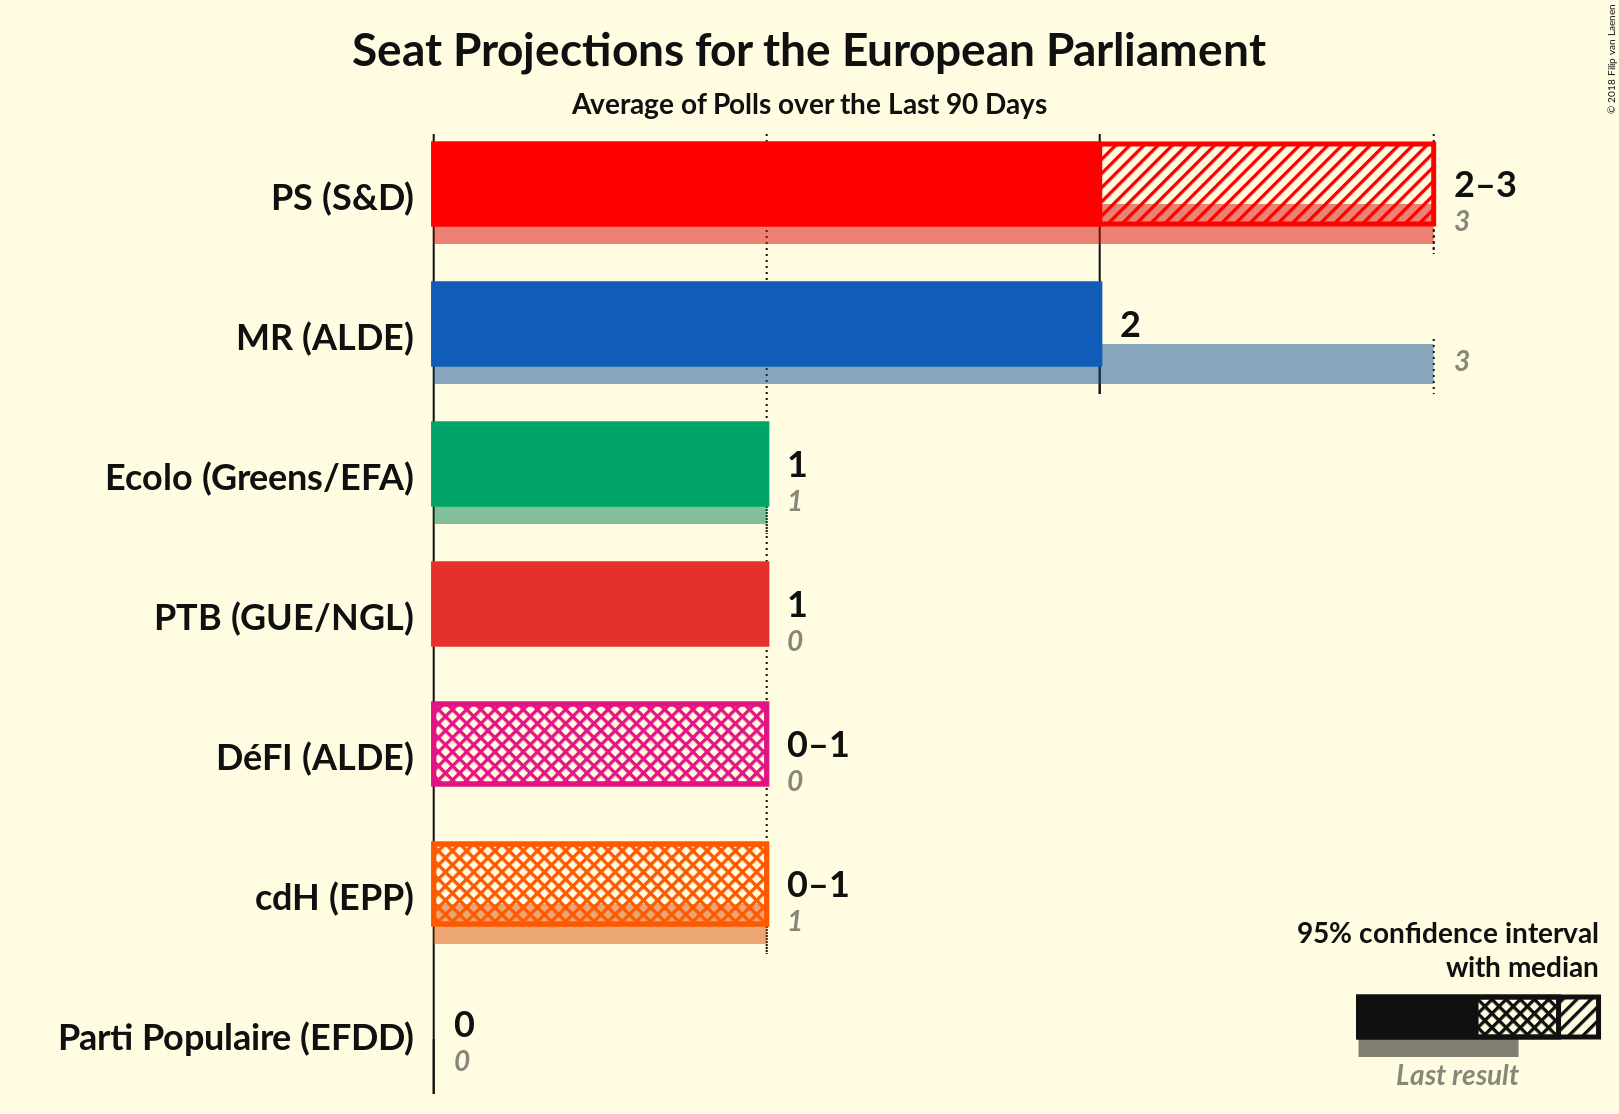 Seat Projections for the European Parliament
Average of Polls over the Last 90 Days
© 2018 Filip van Laenen
PS (S&D)
2–3
3
MR (ALDE)
2
3
Ecolo (Greens/EFA)
1
1
PTB (GUE/NGL)
1
0
DéFI (ALDE)
0–1
0
cdH (EPP)
0–1
1
Parti Populaire (EFDD)
0
0
95% confidence interval
with median
Last result